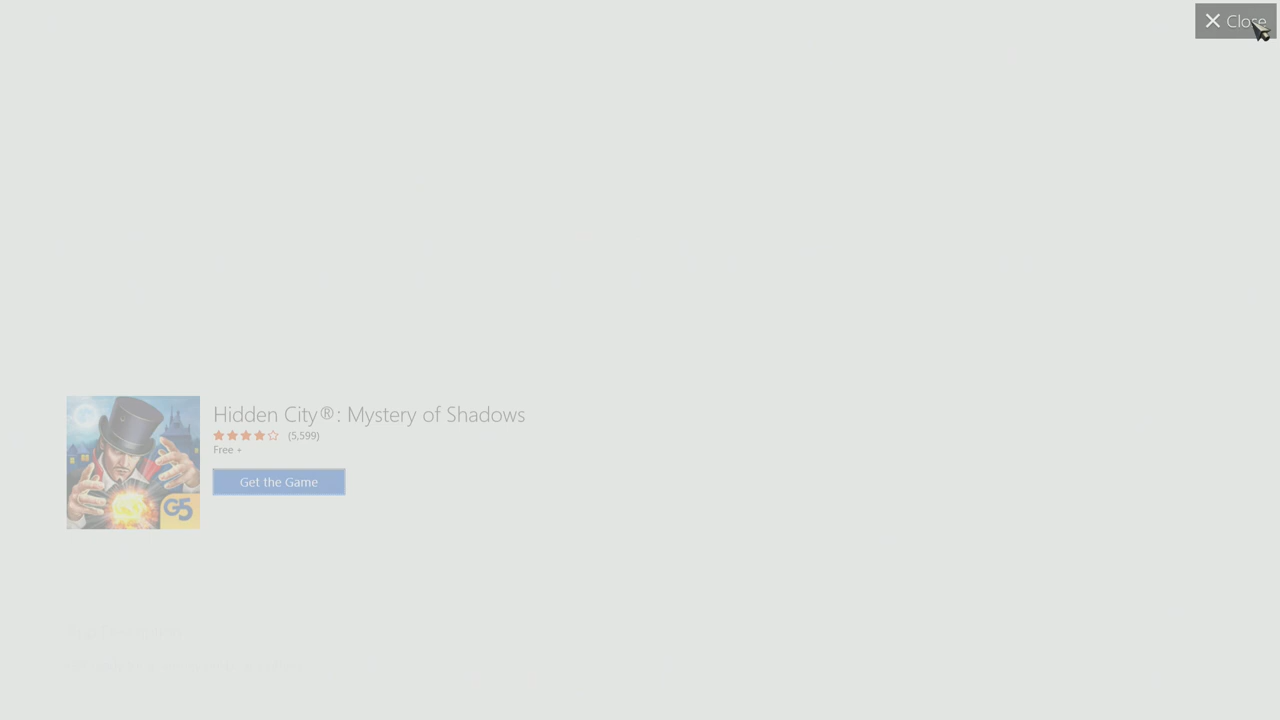 Close
Hidden City®: Mystery of Shadows
(5,599)
Free +
Get the Game
G5